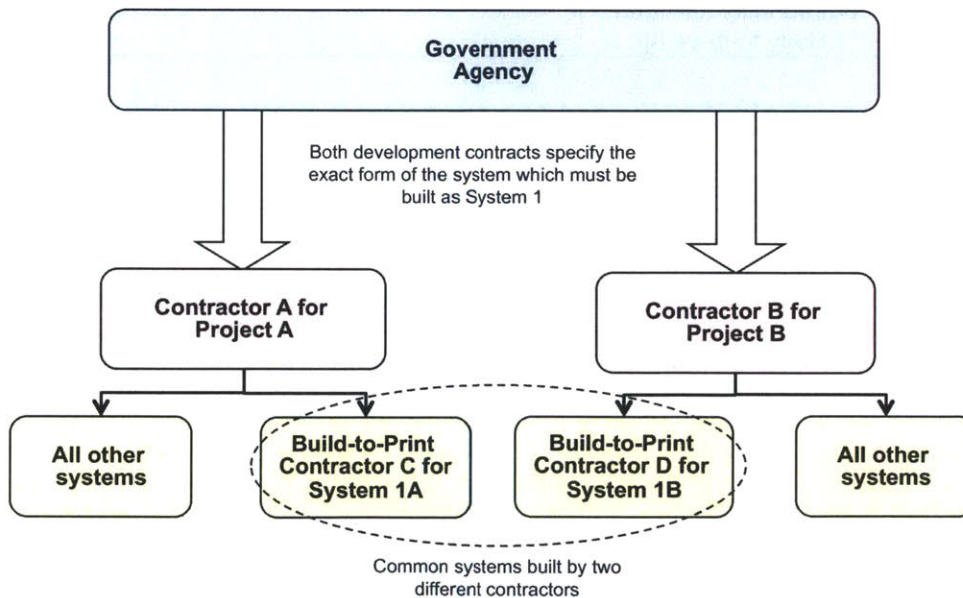 Government
Agency
Both development contracts specify the
exact form of the system which must be
built as System 1
Contractor A for
Project A
Contractor B for
Project B
All other
systems
Build-to-Print
Contractor C for
System 1A
Build-to-Print
Contractor D for
System 1B
All other
systems
Common systems built by two
different contractors